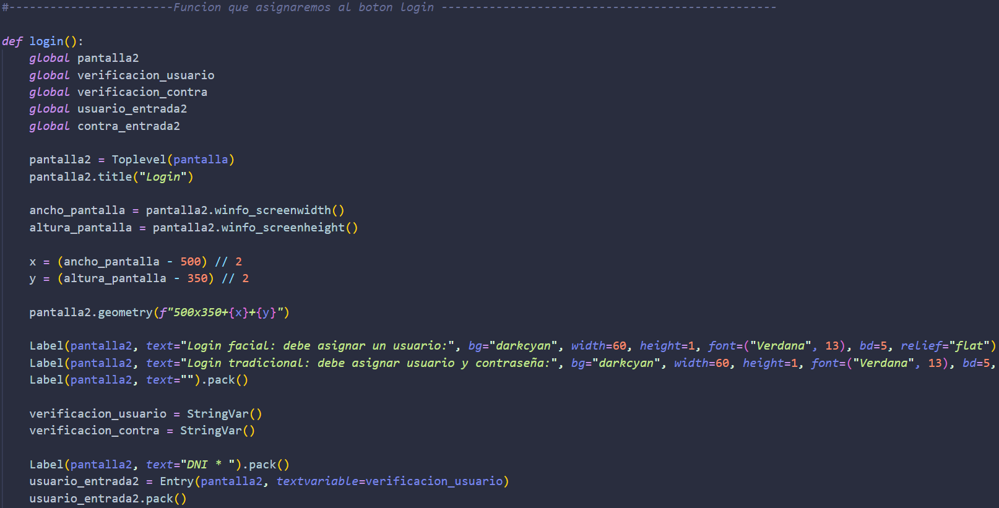 #------------------------Funcion que asignaremos al boton login -------------------------------------------------
def login():
    global pantalla2
    global verificacion_usuario
    global verificacion_contra
    global usuario_entrada2
    global contra_entrada2
    pantalla2 = Toplevel(pantalla)
    pantalla2.title("Login")
    ancho_pantalla = pantalla2.winfo_screenwidth()
    altura_pantalla = pantalla2.winfo_screenheight()
    x = (ancho_pantalla - 500) // 2
    y = (altura_pantalla - 350) // 2
    pantalla2.geometry(f"500x350+{x}+{y}")
    Label(pantalla2, text="Login facial: debe asignar un usuario:", bg="darkcyan", width=60, height=1, font=("Verdana", 13), bd=5, relief="flat")
    Label(pantalla2, text="Login tradicional: debe asignar usuario y contraseña:", bg="darkcyan", width=60, height=1, font=("Verdana", 13), bd=5,
    Label(pantalla2, text="").pack()
    verificacion_usuario = StringVar()
    verificacion_contra = StringVar()
    Label(pantalla2, text="DNI * ").pack()
    usuario_entrada2 = Entry(pantalla2, textvariable=verificacion_usuario)
    usuario_entrada2.pack()